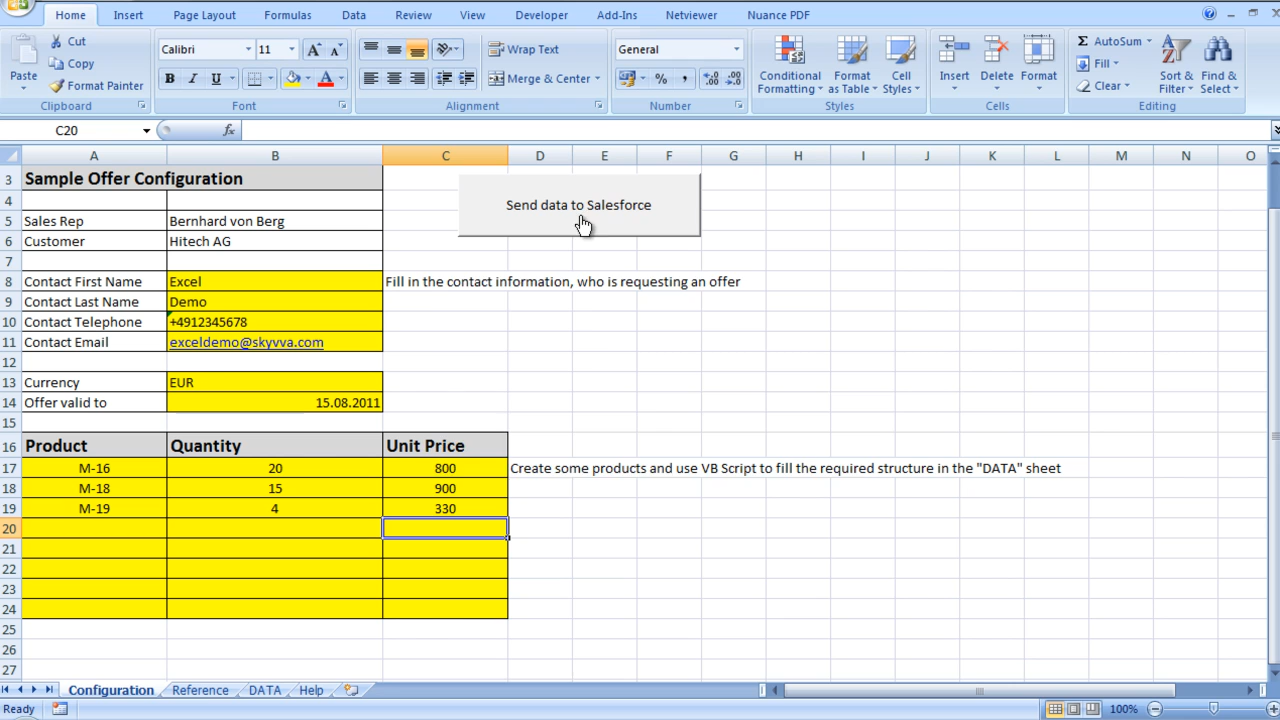 Home Insert Page Layout Formulas Data Review View Developer Add-Ins Netviewer Nuance PDF
Paste
Cut
Copy
Format Painter
Clipboard
Calibri 11
B I U
Font
Wrap Text
Merge & Center
Alignment
General
% ,
Number
Conditional Formatting
Format as Table
Cell Styles
Styles
Insert Delete Format
Cells
Σ AutoSum
Fill
Clear
Sort & Filter
Find & Select
Editing
C20 fx
A B C D E F G H I J K L M N O
3 Sample Offer Configuration
Send data to Salesforce
4
5 Sales Rep Bernhard von Berg
6 Customer Hitech AG
7
8 Contact First Name Excel Fill in the contact information, who is requesting an offer
9 Contact Last Name Demo
10 Contact Telephone +4912345678
11 Contact Email exceldemo@skyvva.com
12
13 Currency EUR
14 Offer valid to 15.08.2011
15
16 Product Quantity Unit Price
17 M-16 20 800 Create some products and use VB Script to fill the required structure in the "DATA" sheet
18 M-18 15 900
19 M-19 4 330
20
21
22
23
24
25
26
27
Configuration Reference DATA Help
Ready 100%